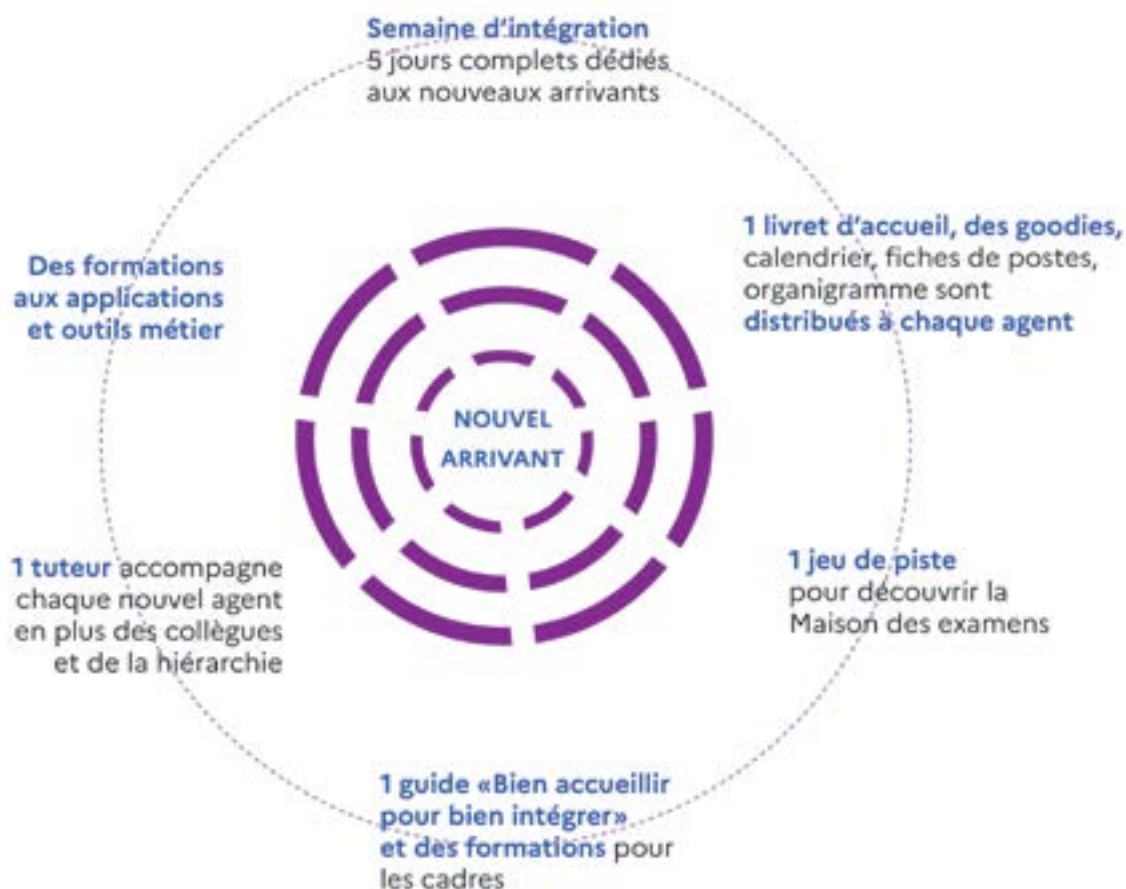 Semaine d'intégration
5 jours complets dédiés
aux nouveaux arrivants
1 livret d'accueil, des goodies,
calendrier, fiches de postes,
organigramme sont
distribués à chaque agent
Des formations
aux applications
et outils métier
NOUVEL
ARRIVANT
1 tuteur accompagne
chaque nouvel agent
en plus des collègues
et de la hiérarchie
1 jeu de piste
pour découvrir la
Maison des examens
1 guide «Bien accueillir
pour bien intégrer»
et des formations pour
les cadres